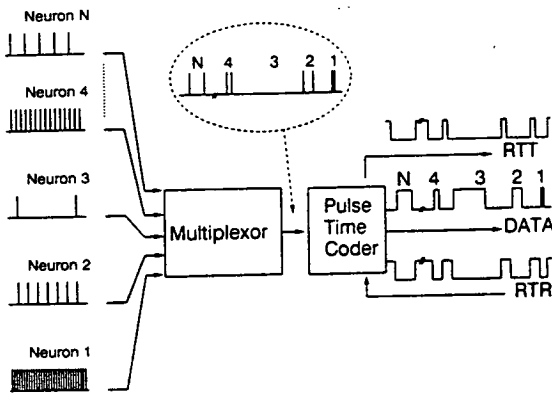 Neuron N
Neuron 4
Neuron 3
Neuron 2
Neuron 1
N 4 3 2 1
Multiplexor
Pulse
Time
Coder
RTT
N 4 3 2 1
DATA
RTR